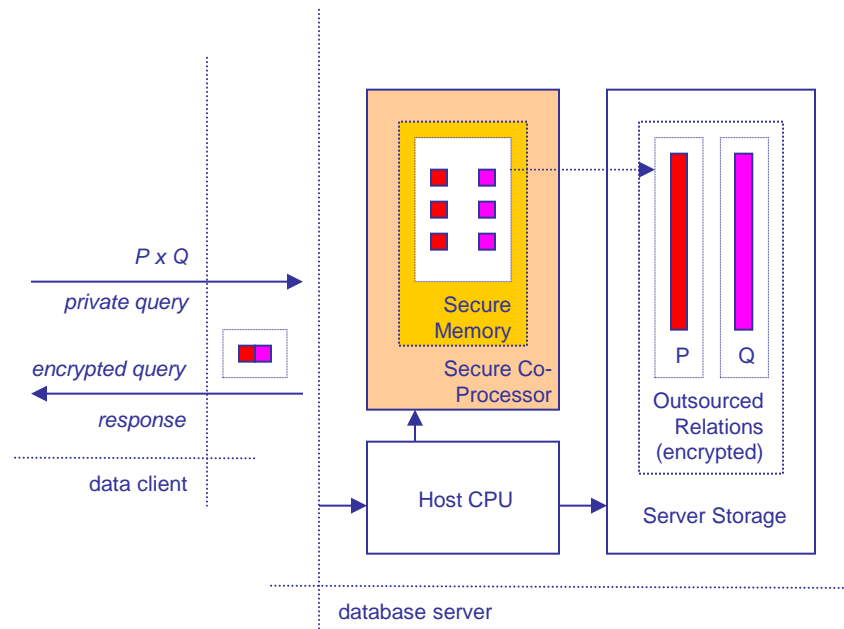 P x Q
private query
encrypted query
response
data client
Secure
Memory
Secure Co-
Processor
Host CPU
P
Q
Outsourced
Relations
(encrypted)
Server Storage
database server